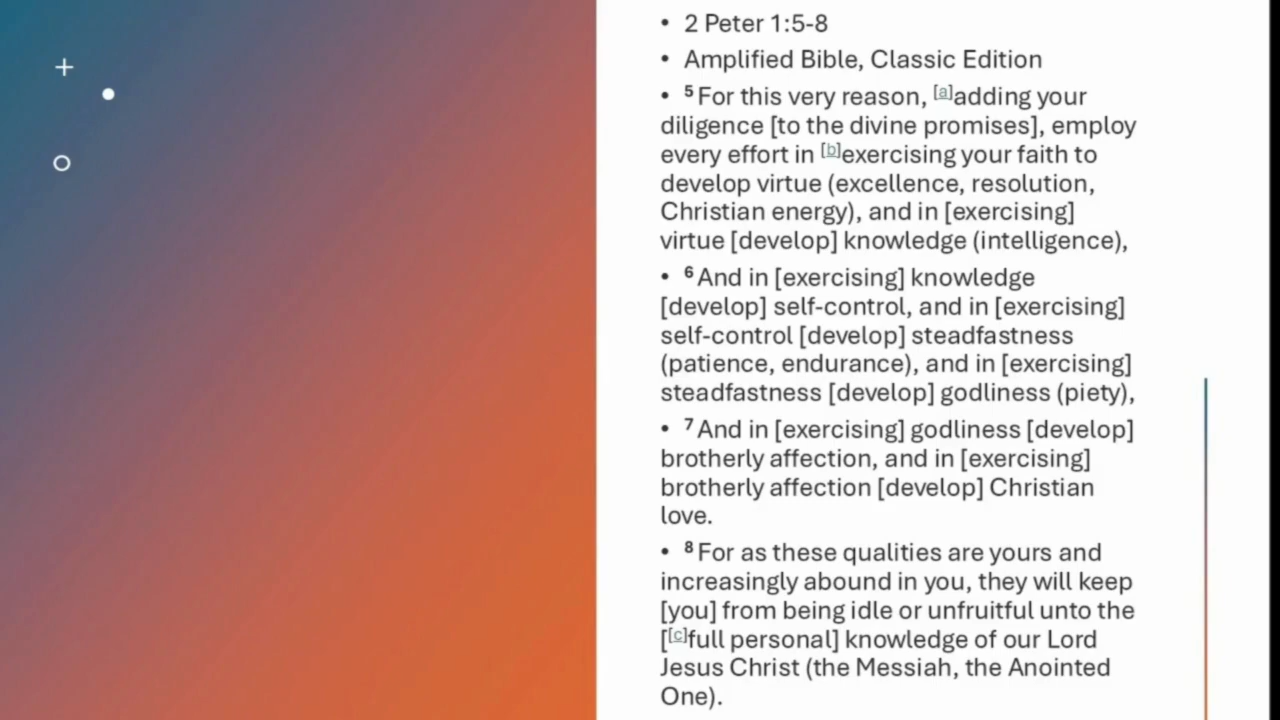 • 2 Peter 1:5-8
• Amplified Bible, Classic Edition
• 5 For this very reason, [a]adding your
diligence [to the divine promises], employ
every effort in [b]exercising your faith to
develop virtue (excellence, resolution,
Christian energy), and in [exercising]
virtue [develop] knowledge (intelligence),
• 6 And in [exercising] knowledge
[develop] self-control, and in [exercising]
self-control [develop] steadfastness
(patience, endurance), and in [exercising]
steadfastness [develop] godliness (piety),
• 7 And in [exercising] godliness [develop]
brotherly affection, and in [exercising]
brotherly affection [develop] Christian
love.
• 8 For as these qualities are yours and
increasingly abound in you, they will keep
[you] from being idle or unfruitful unto the
[[c]full personal] knowledge of our Lord
Jesus Christ (the Messiah, the Anointed
One).